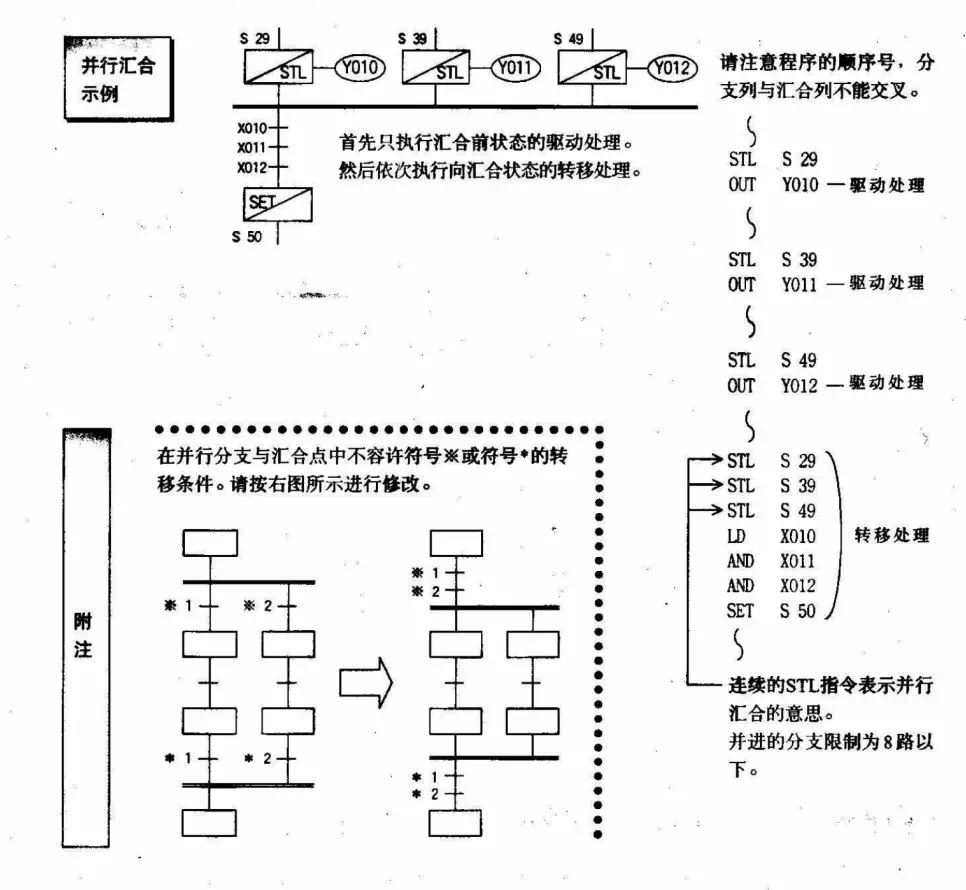 并行汇合
示例
S 29
STL
Y010
S 39
STL
Y011
S 49
STL
Y012
X010
X011
X012
SET
S 50
首先只执行汇合前状态的驱动处理。
然后依次执行向汇合状态的转移处理。
请注意程序的顺序号，分
支列与汇合列不能交叉。
STL S 29
OUT Y010 — 驱动处理
STL S 39
OUT Y011 — 驱动处理
STL S 49
OUT Y012 — 驱动处理
STL S 29
STL S 39
STL S 49
LD X010
AND X011
AND X012
SET S 50
转移处理
连续的STL指令表示并行
汇合的意思。
并进的分支限制为8路以
下。
附
注
在并行分支与汇合点中不容许符号※或符号*的转
移条件。请按右图所示进行修改。
※ 1 ※ 2
* 1 * 2
※ 1
※ 2
* 1
* 2